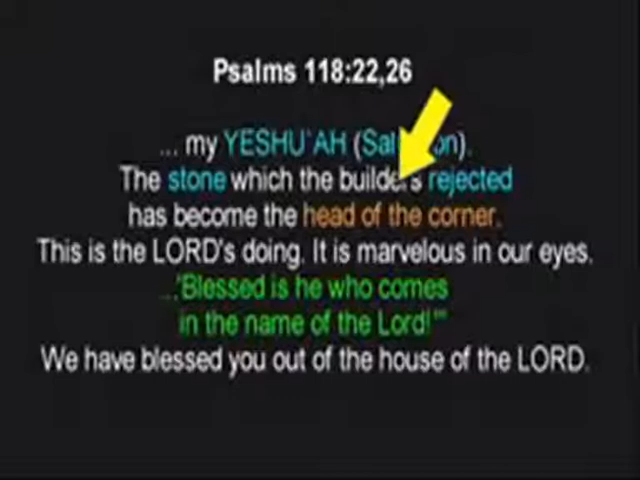 Psalms 118:22,26
... my YESHU`AH (
The stone which the builders rejected
has become the head of the corner.
This is the LORD's doing. It is marvelous in our eyes.
...'Blessed is he who comes
in the name of the Lord!'"
We have blessed you out of the house of the LORD.